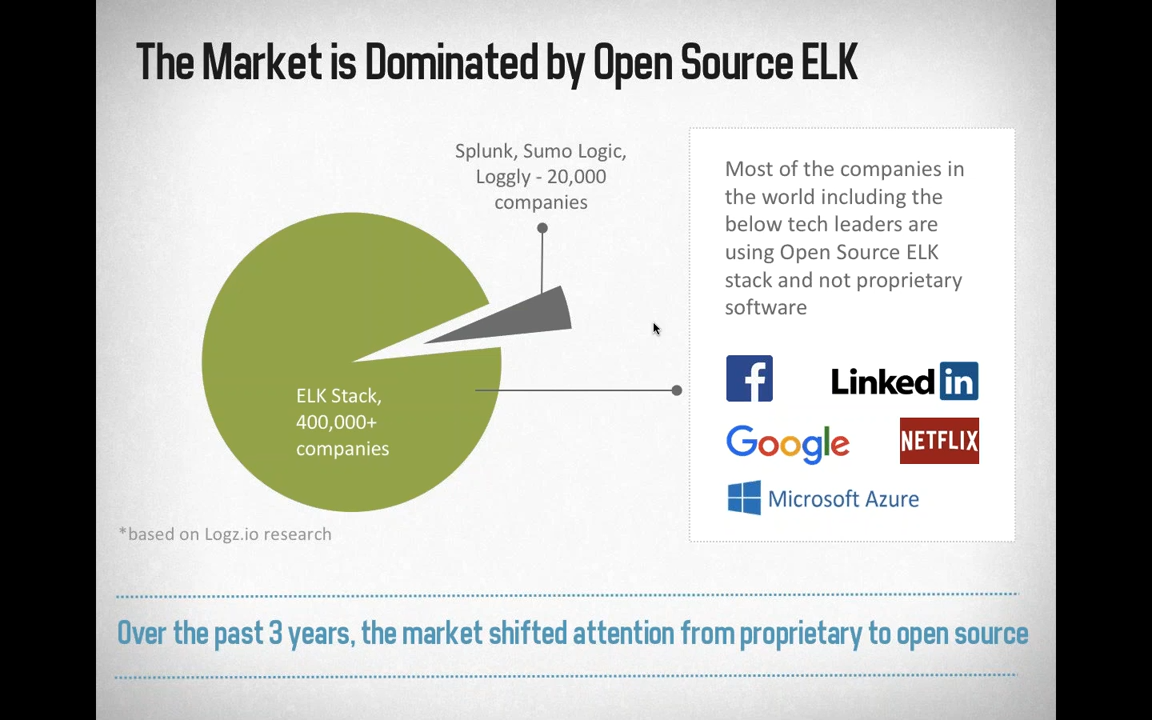 The Market is Dominated by Open Source ELK
Splunk, Sumo Logic,
Loggly - 20,000
companies
ELK Stack,
400,000+
companies
*based on Logz.io research
Most of the companies in
the world including the
below tech leaders are
using Open Source ELK
stack and not proprietary
software
f
Linked in
Google
NETFLIX
Microsoft Azure
Over the past 3 years, the market shifted attention from proprietary to open source